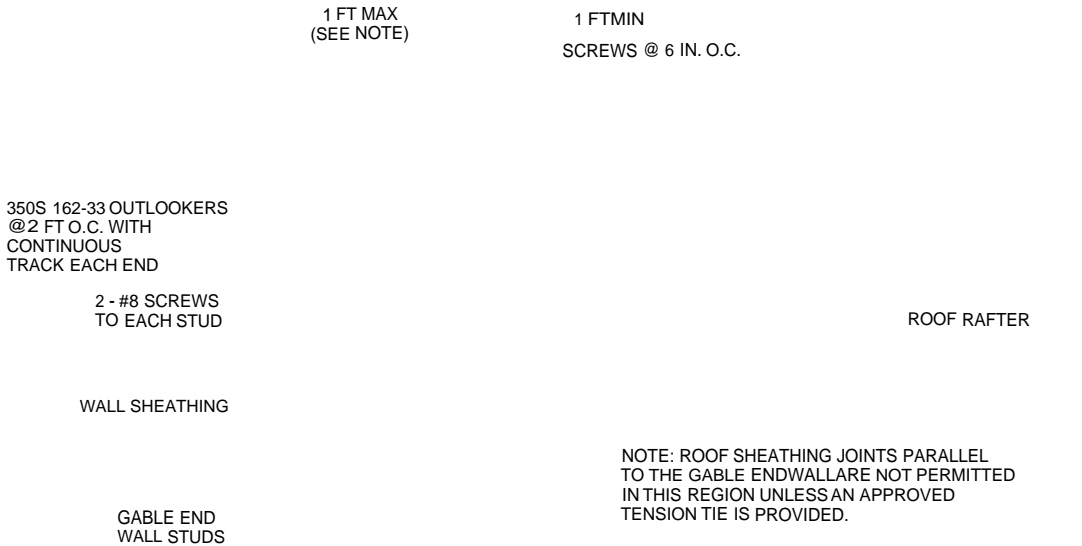 1 FT MAX
(SEE NOTE)
1 FTMIN
SCREWS @ 6 IN. O.C.
350S 162-33 OUTLOOKERS
@2 FT O.C. WITH
CONTINUOUS
TRACK EACH END
2 - #8 SCREWS
TO EACH STUD
ROOF RAFTER
WALL SHEATHING
NOTE: ROOF SHEATHING JOINTS PARALLEL
TO THE GABLE ENDWALLARE NOT PERMITTED
IN THIS REGION UNLESS AN APPROVED
TENSION TIE IS PROVIDED.
GABLE END
WALL STUDS